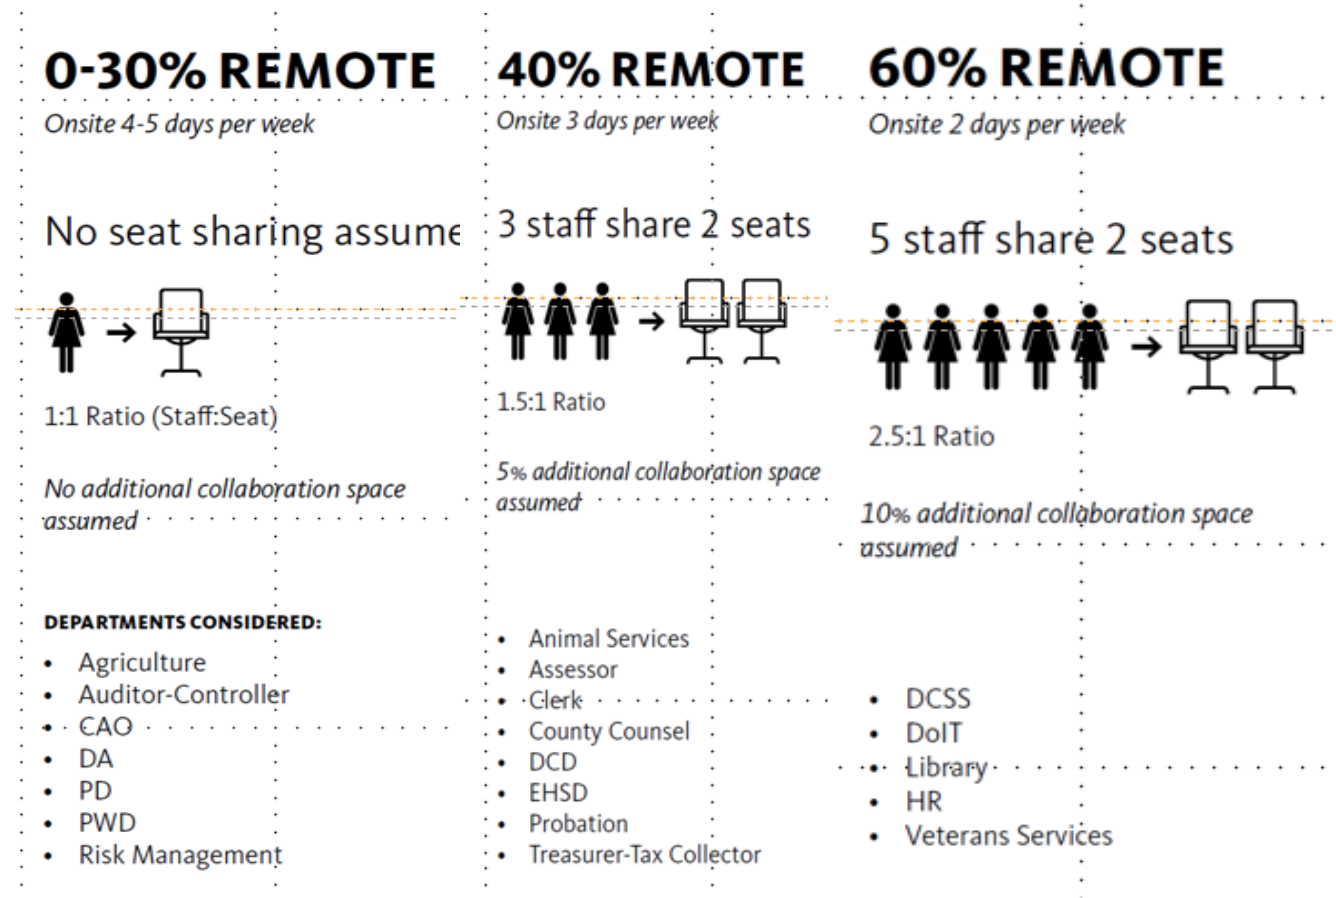 0-30% REMOTE
Onsite 4-5 days per week
No seat sharing assume
1:1 Ratio (Staff:Seat)
No additional collaboration space
assumed
DEPARTMENTS CONSIDERED:
• Agriculture
• Auditor-Controller
• CAO
• DA
• PD
• PWD
• Risk Management
40% REMOTE
Onsite 3 days per week
3 staff share 2 seats
1.5:1 Ratio
5% additional collaboration space
assumed
• Animal Services
• Assessor
• Clerk
• County Counsel
• DCD
• EHSD
• Probation
• Treasurer-Tax Collector
60% REMOTE
Onsite 2 days per week
5 staff share 2 seats
2.5:1 Ratio
10% additional collaboration space
assumed
• DCSS
• DoIT
• Library
• HR
• Veterans Services